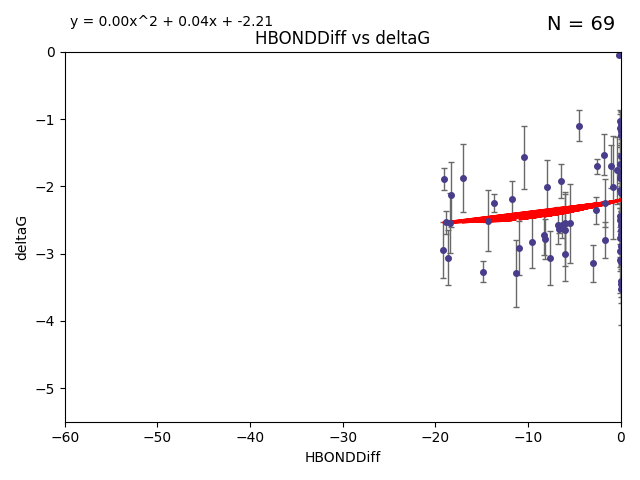 y = 0.00x^2 + 0.04x + -2.21
N = 69
HBONDDiff vs deltaG
0
−1
−2
−3
−4
−5
deltaG
−60 −50 −40 −30 −20 −10 0
HBONDDiff